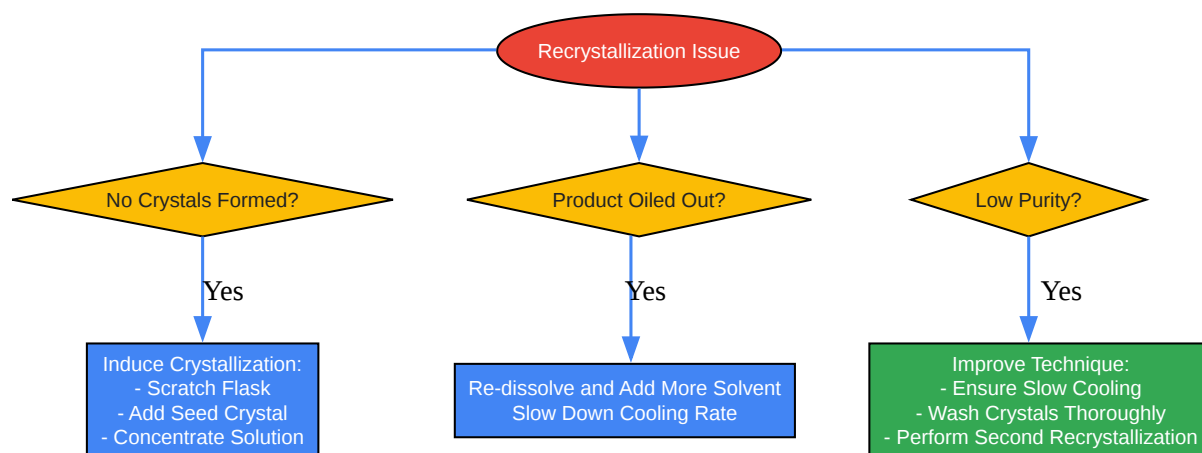 Recrystallization Issue
No Crystals Formed?
Product Oiled Out?
Low Purity?
Yes
Yes
Yes
Induce Crystallization:
- Scratch Flask
- Add Seed Crystal
- Concentrate Solution
Re-dissolve and Add More Solvent
Slow Down Cooling Rate
Improve Technique:
- Ensure Slow Cooling
- Wash Crystals Thoroughly
- Perform Second Recrystallization